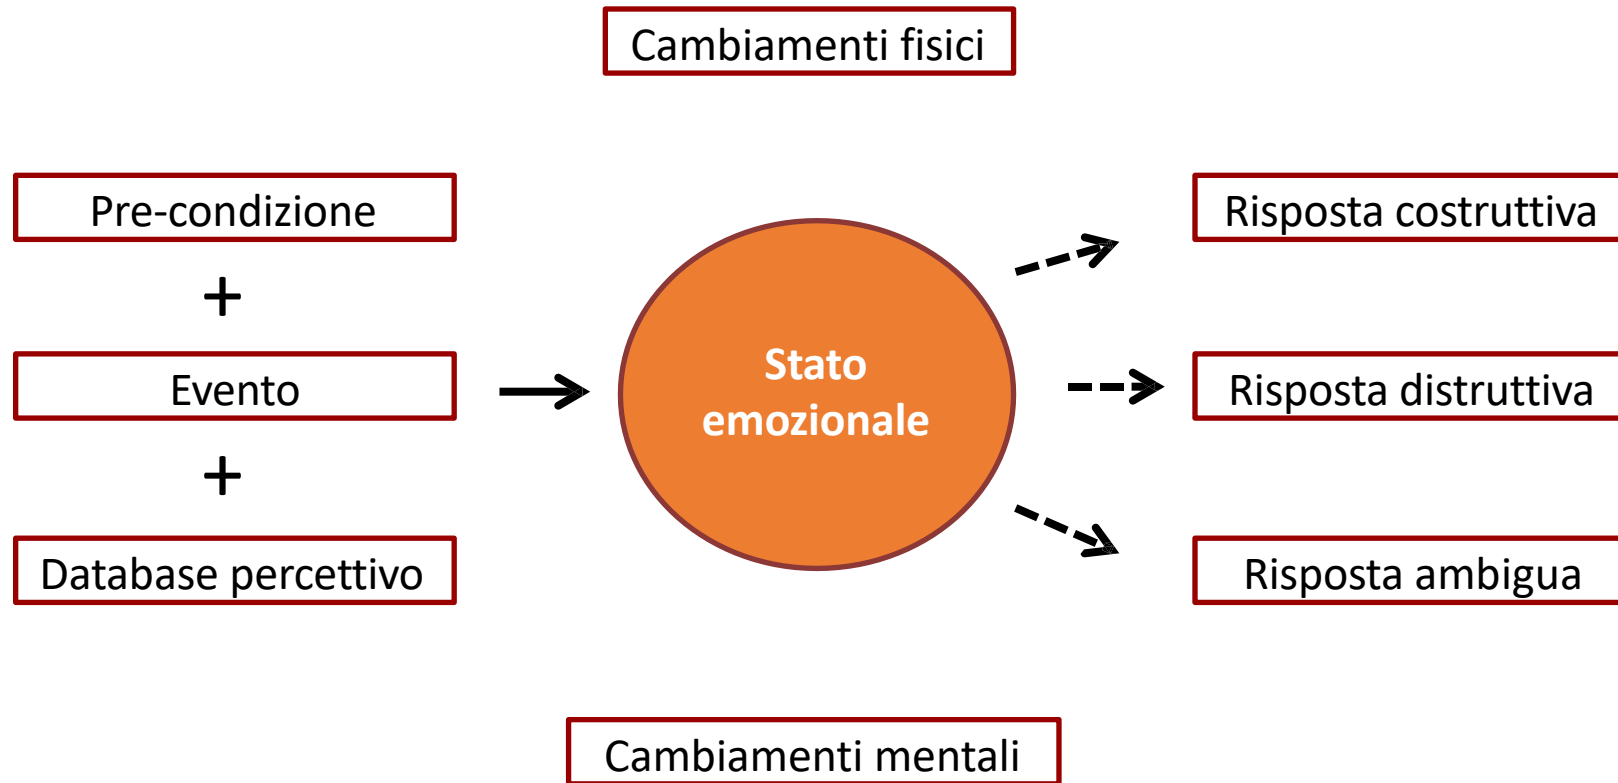 Cambiamenti fisici
Pre-condizione
+
Evento
+
Database percettivo
Stato
emozionale
Risposta costruttiva
Risposta distruttiva
Risposta ambigua
Cambiamenti mentali